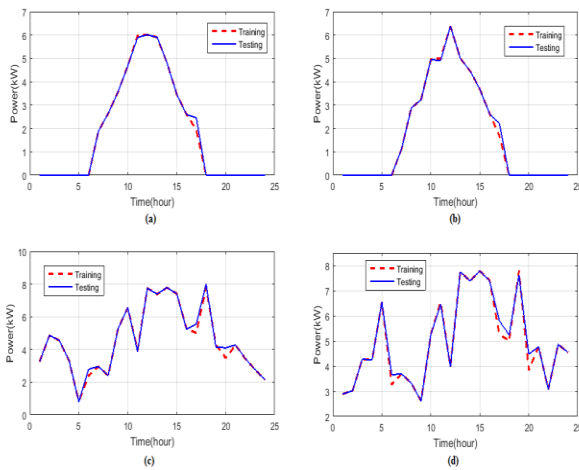 7
6
5
4
3
2
1
0
Power(kW)
Training
Testing
0 5 10 15 20 25
Time(hour)
(a)
7
6
5
4
3
2
1
0
Power(kW)
Training
Testing
0 5 10 15 20 25
Time(hour)
(b)
10
8
6
4
2
0
Power(kW)
Training
Testing
0 5 10 15 20 25
Time(hour)
(c)
8
7
6
5
4
3
2
Power(kW)
Training
Testing
0 5 10 15 20 25
Time(hour)
(d)